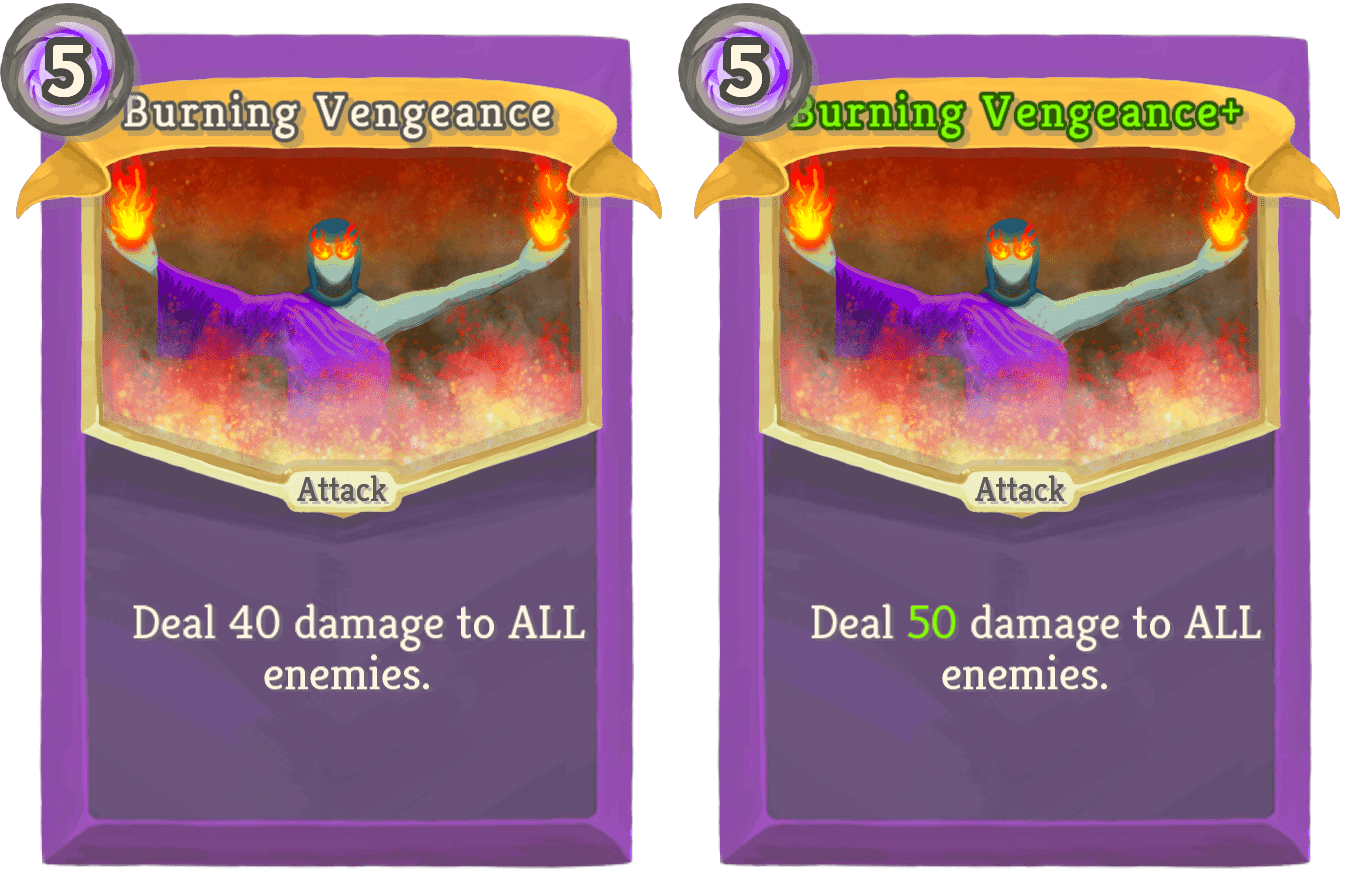 5
Burning Vengeance
Attack
Deal 40 damage to ALL
enemies.
5
Burning Vengeance+
Attack
Deal 50 damage to ALL
enemies.